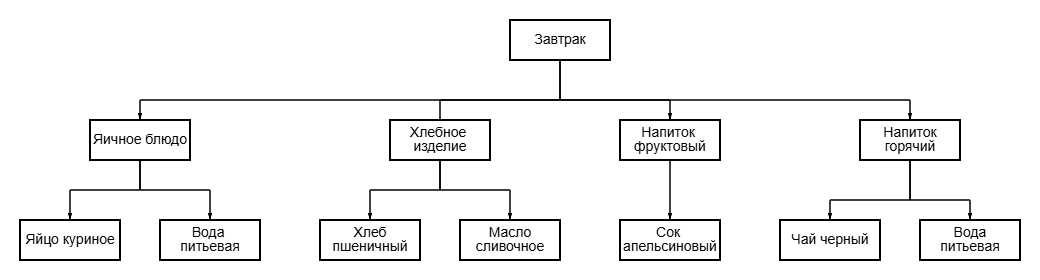 Завтрак
Яичное блюдо
Хлебное
изделие
Напиток
фруктовый
Напиток
горячий
Яйцо куриное
Вода
питьевая
Хлеб
пшеничный
Масло
сливочное
Сок
апельсиновый
Чай черный
Вода
питьевая